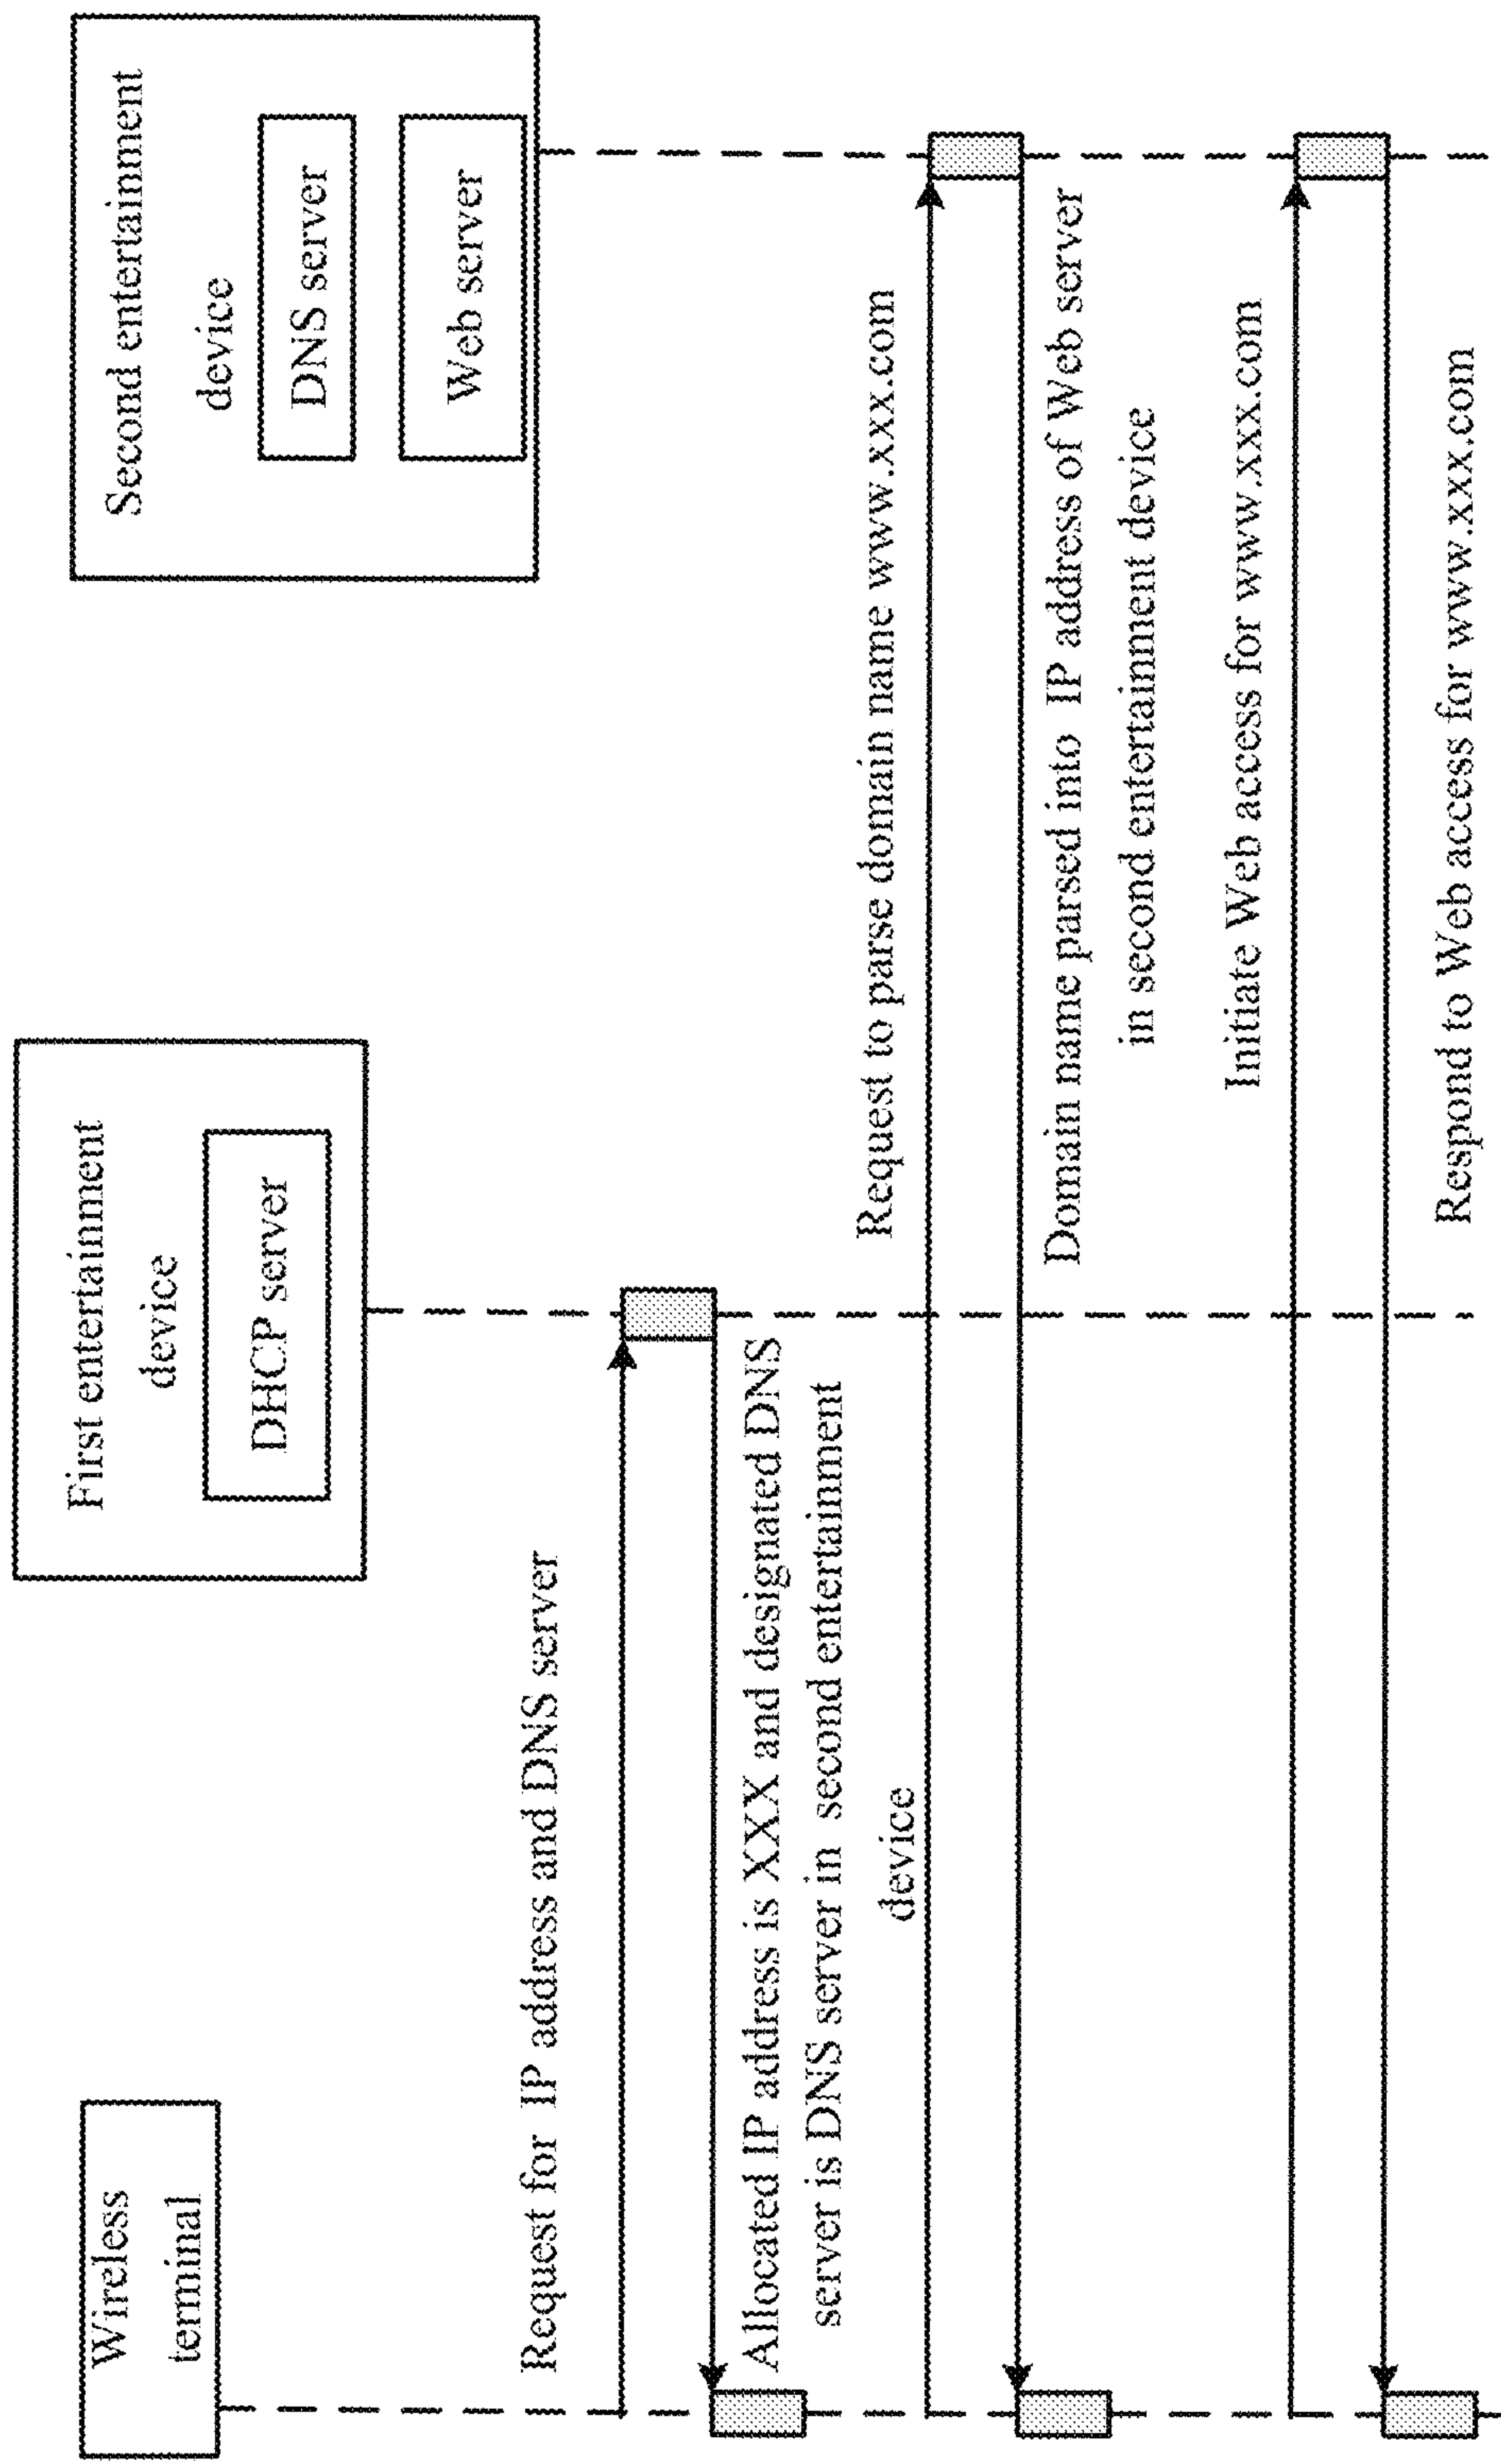 Wireless
terminal
First entertainment
device
DHCP server
Second entertainment
device
DNS server
Web server
Request for IP address and DNS server
Allocated IP address is XXX and designated DNS
server is DNS server in second entertainment
device
Request to parse domain name www.xxx.com
Domain name parsed into IP address of Web server
in second entertainment device
Initiate Web access for www.xxx.com
Respond to Web access for www.xxx.com